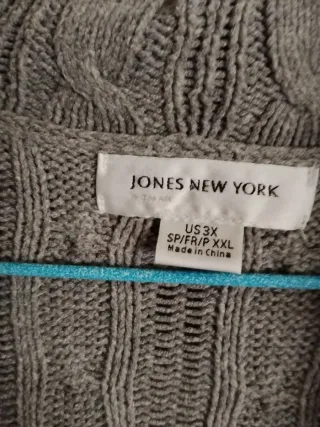 JONES NEW YORK
US 3X
SP/FR/P XXL
Made in China